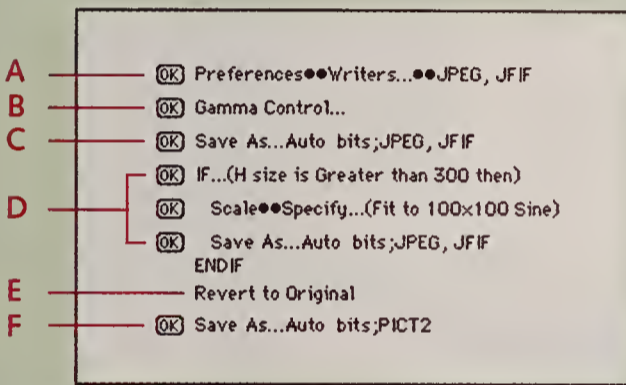 A OK Preferences●●Writers...●●JPEG, JFIF
B OK Gamma Control...
C OK Save As...Auto bits;JPEG, JFIF
OK IF...(H size is Greater than 300 then)
D OK Scale●●Specify...(Fit to 100×100 Sine)
OK Save As...Auto bits;JPEG, JFIF
ENDIF
E Revert to Original
F OK Save As...Auto bits;PICT2